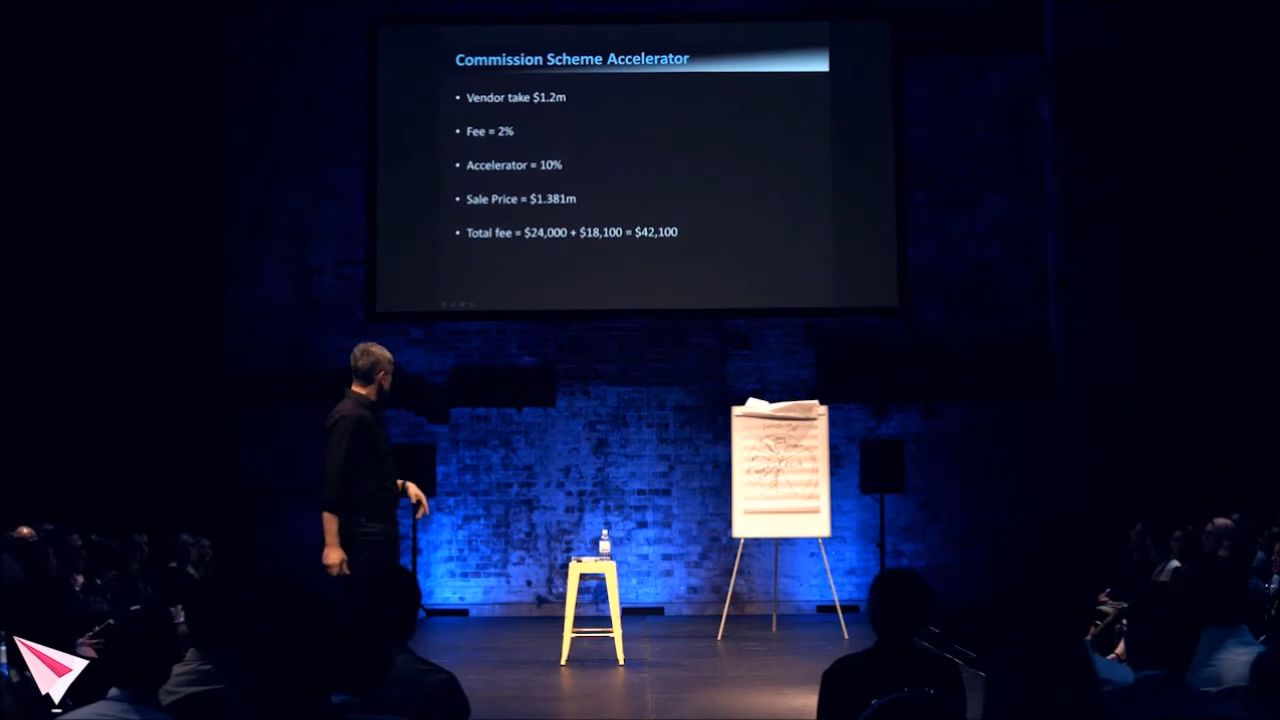 Commission Scheme Accelerator
• Vendor take $1.2m
• Fee = 2%
• Accelerator = 10%
• Sale Price = $1.381m
• Total fee = $24,000 + $18,100 = $42,100